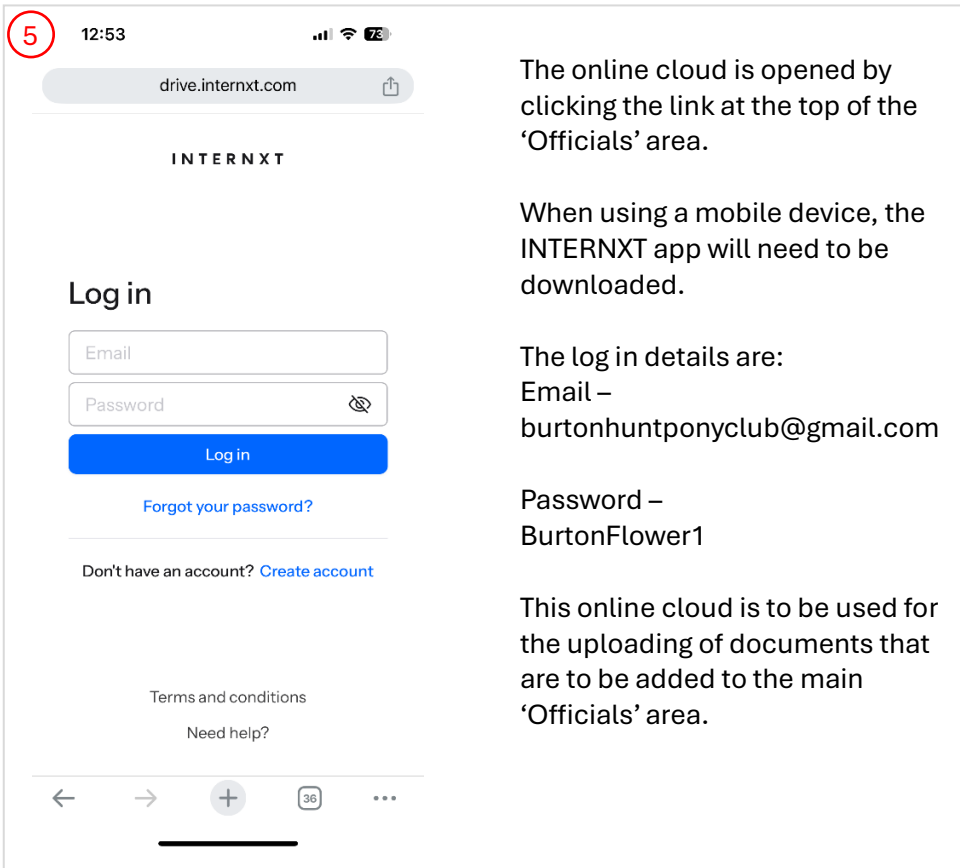 5
12:53
73
drive.internxt.com
INTERNXT
Log in
Email
Password
Log in
Forgot your password?
Don't have an account? Create account
Terms and conditions
Need help?
36
The online cloud is opened by
clicking the link at the top of the
‘Officials’ area.
When using a mobile device, the
INTERNXT app will need to be
downloaded.
The log in details are:
Email –
burtonhuntponyclub@gmail.com
Password –
BurtonFlower1
This online cloud is to be used for
the uploading of documents that
are to be added to the main
‘Officials’ area.